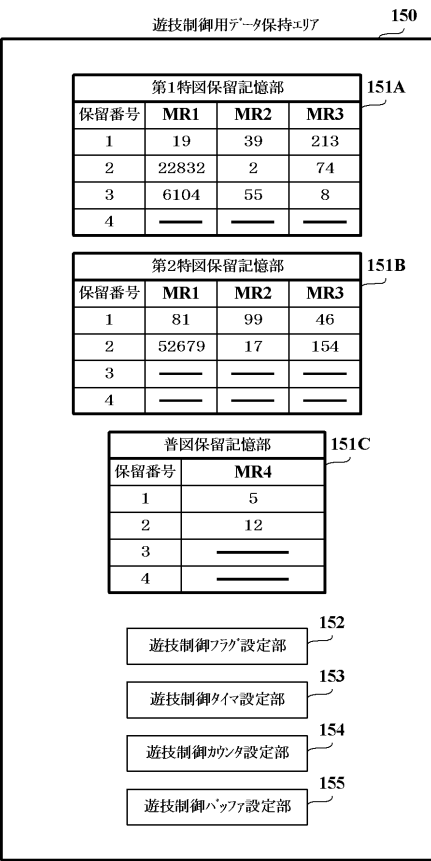 遊技制御用データ保持エリア 150
第1特図保留記憶部 151A
保留番号 MR1 MR2 MR3
1 19 39 213
2 22832 2 74
3 6104 55 8
4
第2特図保留記憶部 151B
保留番号 MR1 MR2 MR3
1 81 99 46
2 52679 17 154
3
4
普図保留記憶部 151C
保留番号 MR4
1 5
2 12
3
4
遊技制御フラグ設定部 152
遊技制御タイマ設定部 153
遊技制御カウンタ設定部 154
遊技制御バッファ設定部 155